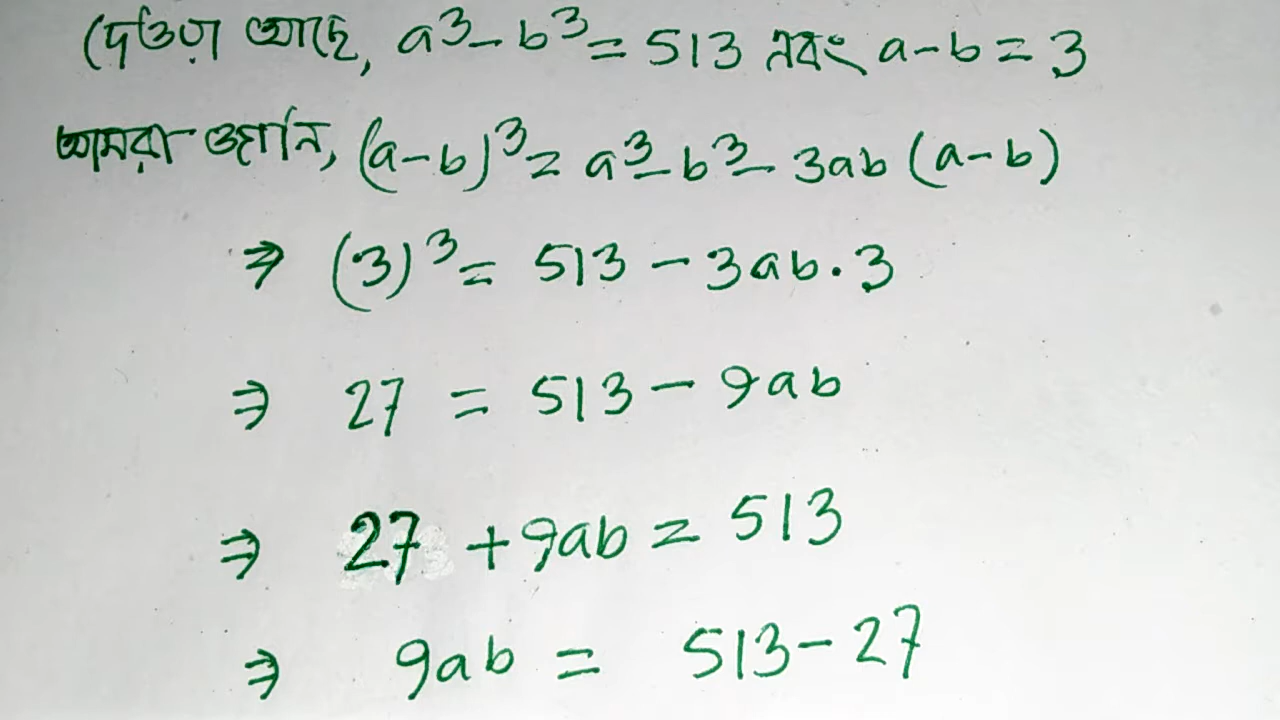 দেওয়া আছে, a³ - b³ = 513 এবং a - b = 3
আমরা জানি, (a - b)³ = a³ - b³ - 3ab (a - b)
⇒ (3)³ = 513 - 3ab . 3
⇒ 27 = 513 - 9ab
⇒ 27 + 9ab = 513
⇒ 9ab = 513 - 27